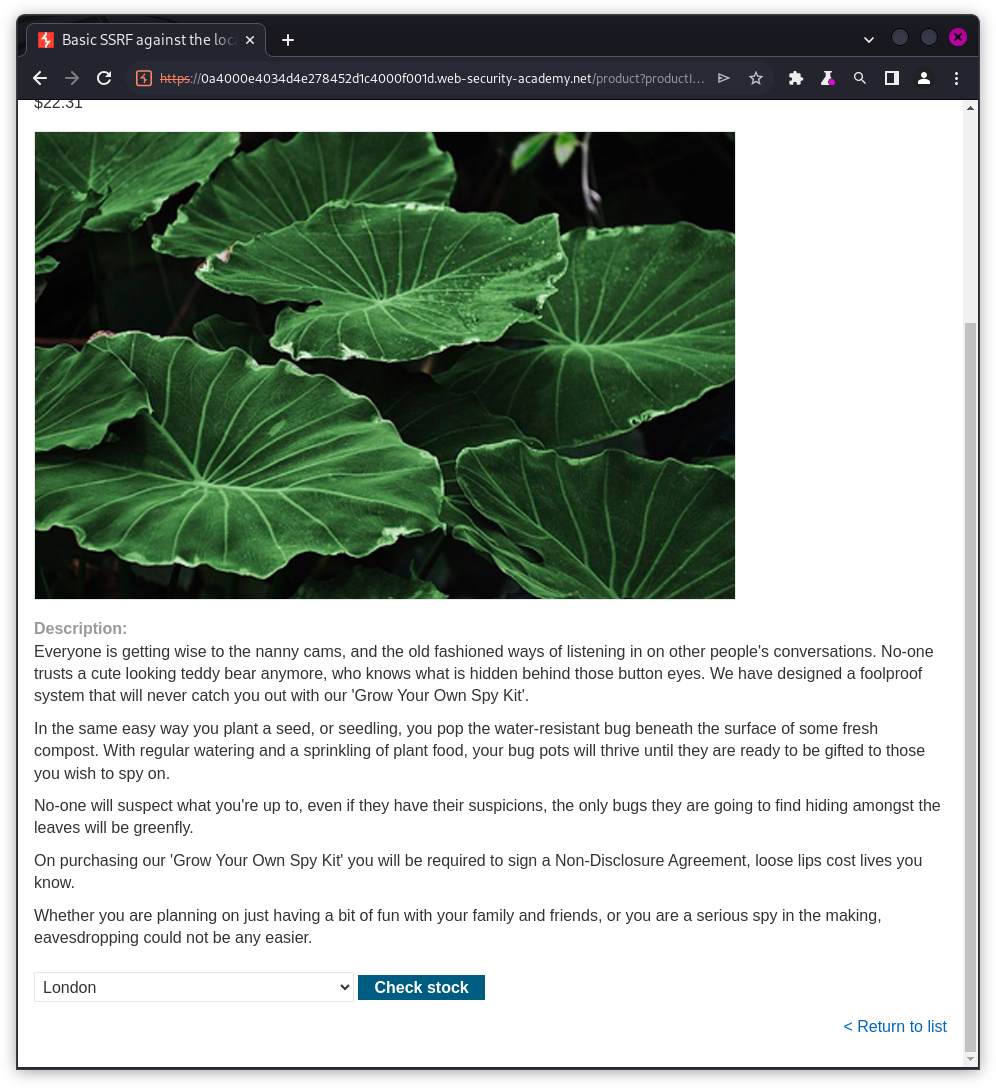 Basic SSRF against the loc
https://0a4000e4034d4e278452d1c4000f001d.web-security-academy.net/product?productI…
$22.31
Description:
Everyone is getting wise to the nanny cams, and the old fashioned ways of listening in on other people's conversations. No-one
trusts a cute looking teddy bear anymore, who knows what is hidden behind those button eyes. We have designed a foolproof
system that will never catch you out with our 'Grow Your Own Spy Kit'.
In the same easy way you plant a seed, or seedling, you pop the water-resistant bug beneath the surface of some fresh
compost. With regular watering and a sprinkling of plant food, your bug pots will thrive until they are ready to be gifted to those
you wish to spy on.
No-one will suspect what you're up to, even if they have their suspicions, the only bugs they are going to find hiding amongst the
leaves will be greenfly.
On purchasing our 'Grow Your Own Spy Kit' you will be required to sign a Non-Disclosure Agreement, loose lips cost lives you
know.
Whether you are planning on just having a bit of fun with your family and friends, or you are a serious spy in the making,
eavesdropping could not be any easier.
London Check stock
< Return to list